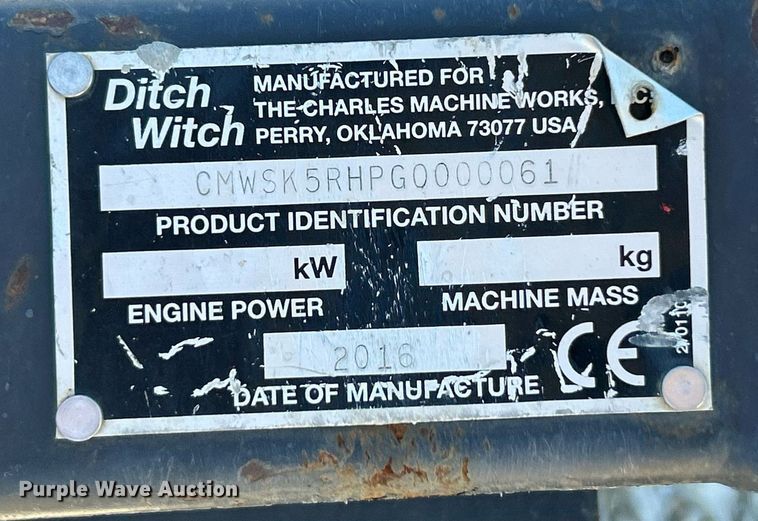 Ditch Witch
MANUFACTURED FOR
THE CHARLES MACHINE WORKS,
PERRY, OKLAHOMA 73077 USA
CMWSK5RHPG0000061
PRODUCT IDENTIFICATION NUMBER
kW
kg
ENGINE POWER
MACHINE MASS
2016
CE
DATE OF MANUFACTURE
Purple Wave Auction